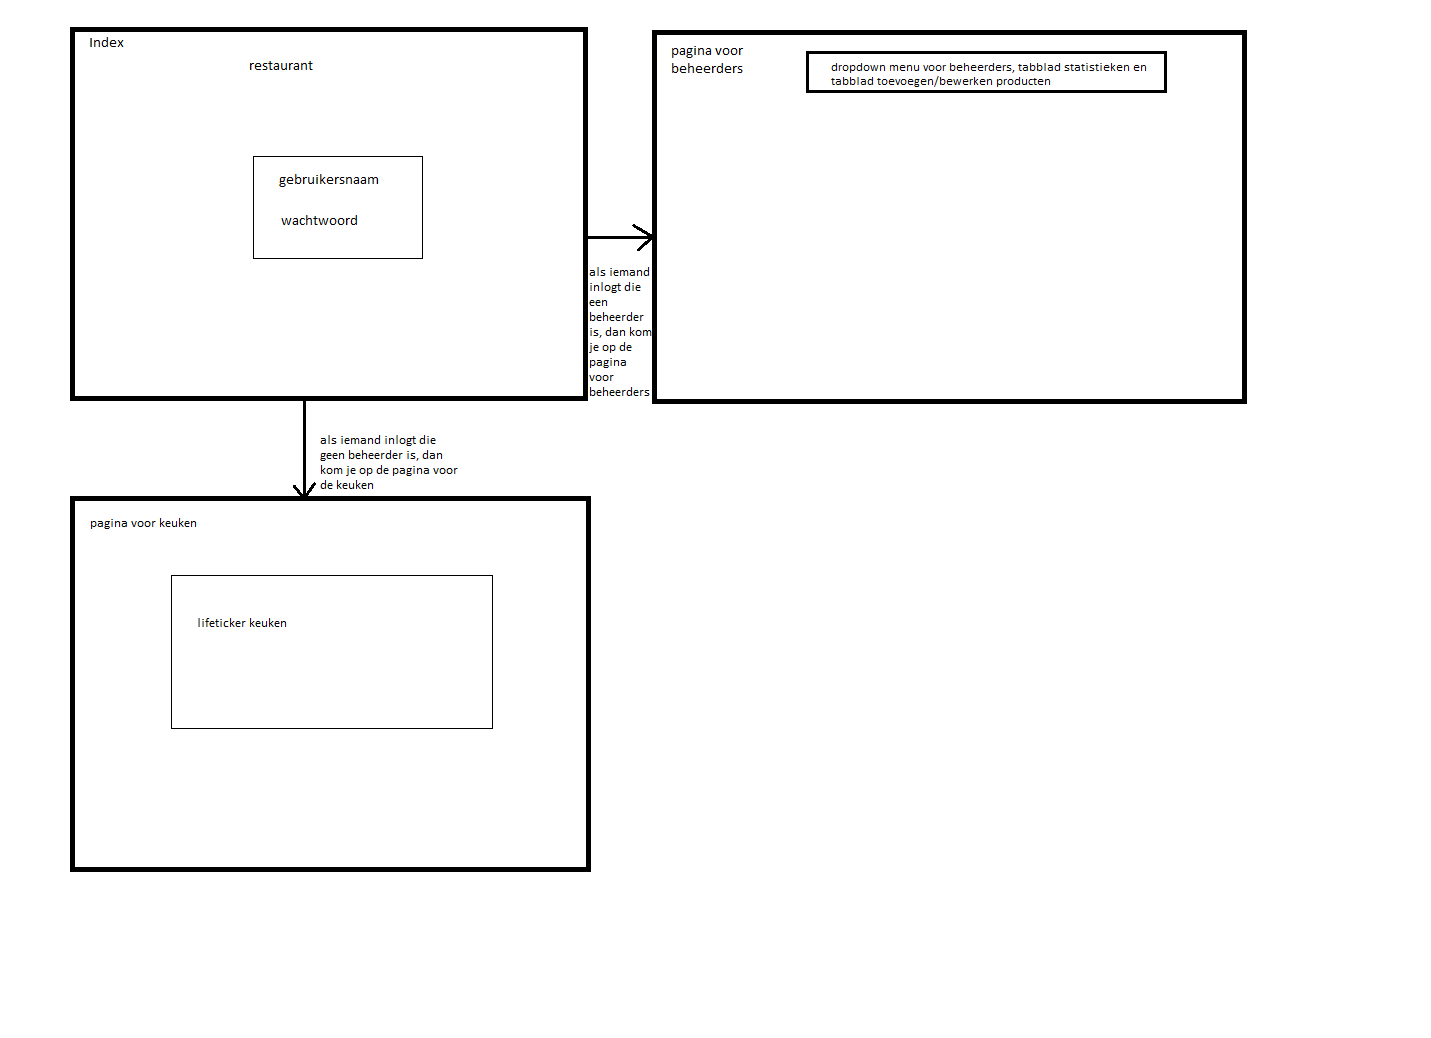 Index
restaurant
gebruikersnaam
wachtwoord
pagina voor
beheerders
dropdown menu voor beheerders, tabblad statistieken en
tabblad toevoegen/bewerken producten
als iemand
inlogt die
een
beheerder
is, dan kom
je op de
pagina
voor
beheerders
als iemand inlogt die
geen beheerder is, dan
kom je op de pagina voor
de keuken
pagina voor keuken
lifeticker keuken